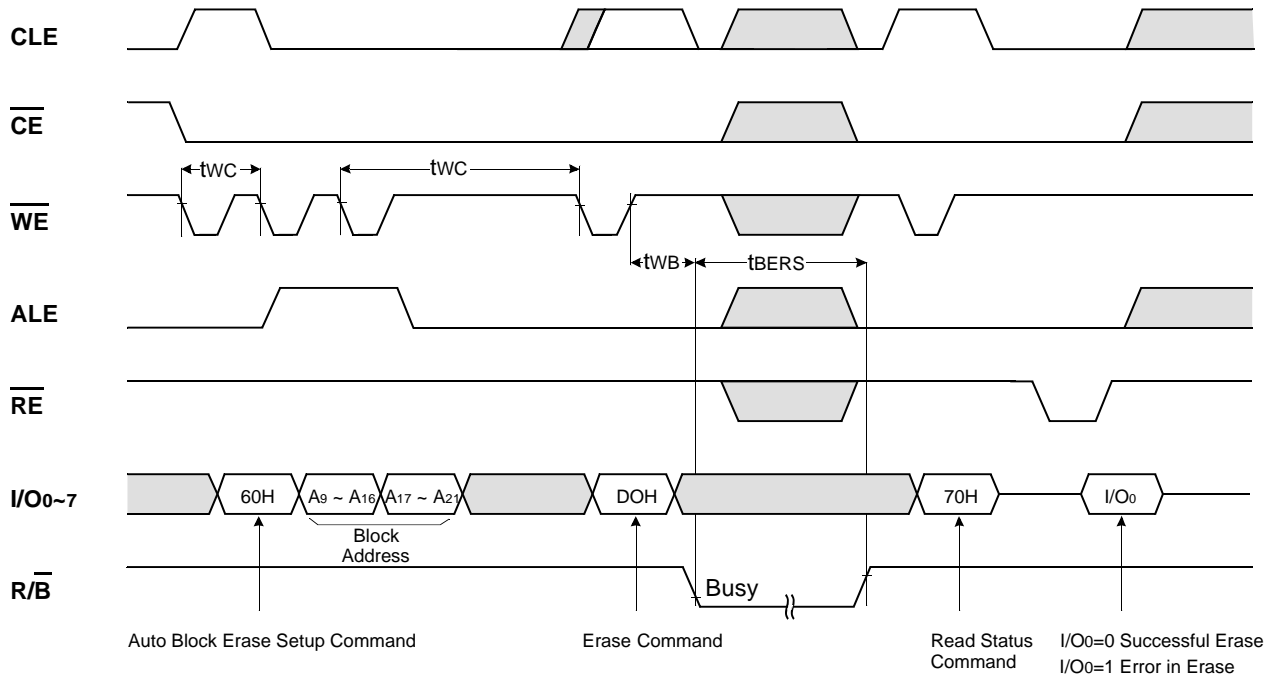 CLE
CE
tWC
tWC
WE
tWB
tBERS
ALE
RE
I/O0~7
60H
A9 ~ A16
A17 ~ A21
DOH
70H
I/O0
Block
Address
R/B
Busy
Auto Block Erase Setup Command
Erase Command
Read Status
Command
I/O0=0 Successful Erase
I/O0=1 Error in Erase